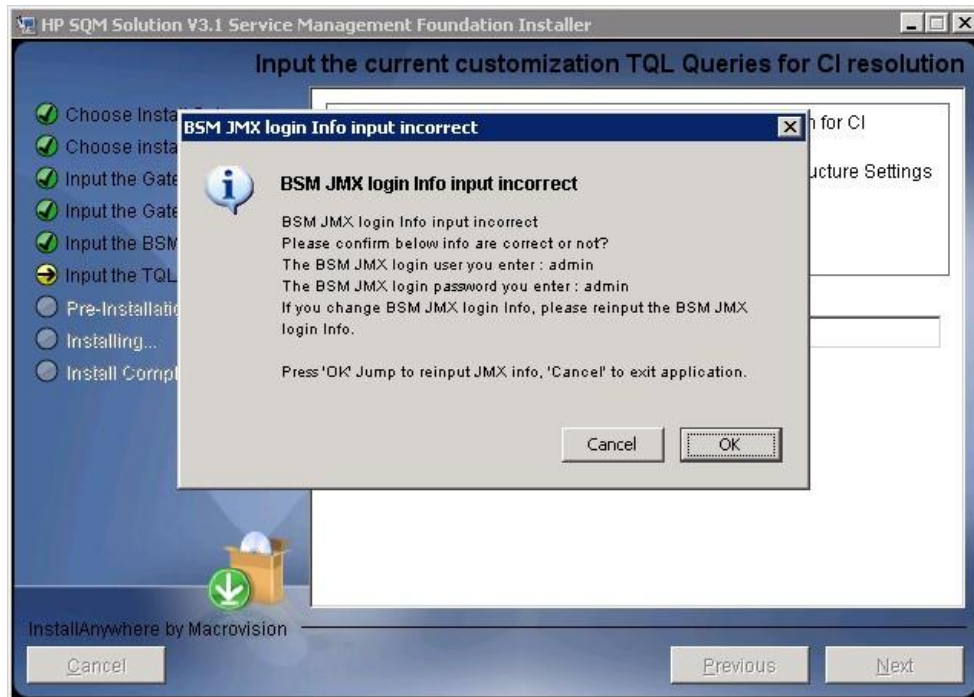 HP SQM Solution V3.1 Service Management Foundation Installer
Input the current customization TQL Queries for CI resolution
Choose Insta
Choose insta
Input the Gate
Input the Gate
Input the BSM
Input the TQL
Pre-Installatio
Installing...
Install Compl
for CI
ucture Settings
BSM JMX login Info input incorrect
BSM JMX login Info input incorrect
BSM JMX login Info input incorrect
Please confirm below info are correct or not?
The BSM JMX login user you enter : admin
The BSM JMX login password you enter : admin
If you change BSM JMX login Info, please reinput the BSM JMX
login Info.
Press 'OK' Jump to reinput JMX info, 'Cancel' to exit application.
Cancel OK
InstallAnywhere by Macrovision
Cancel Previous Next